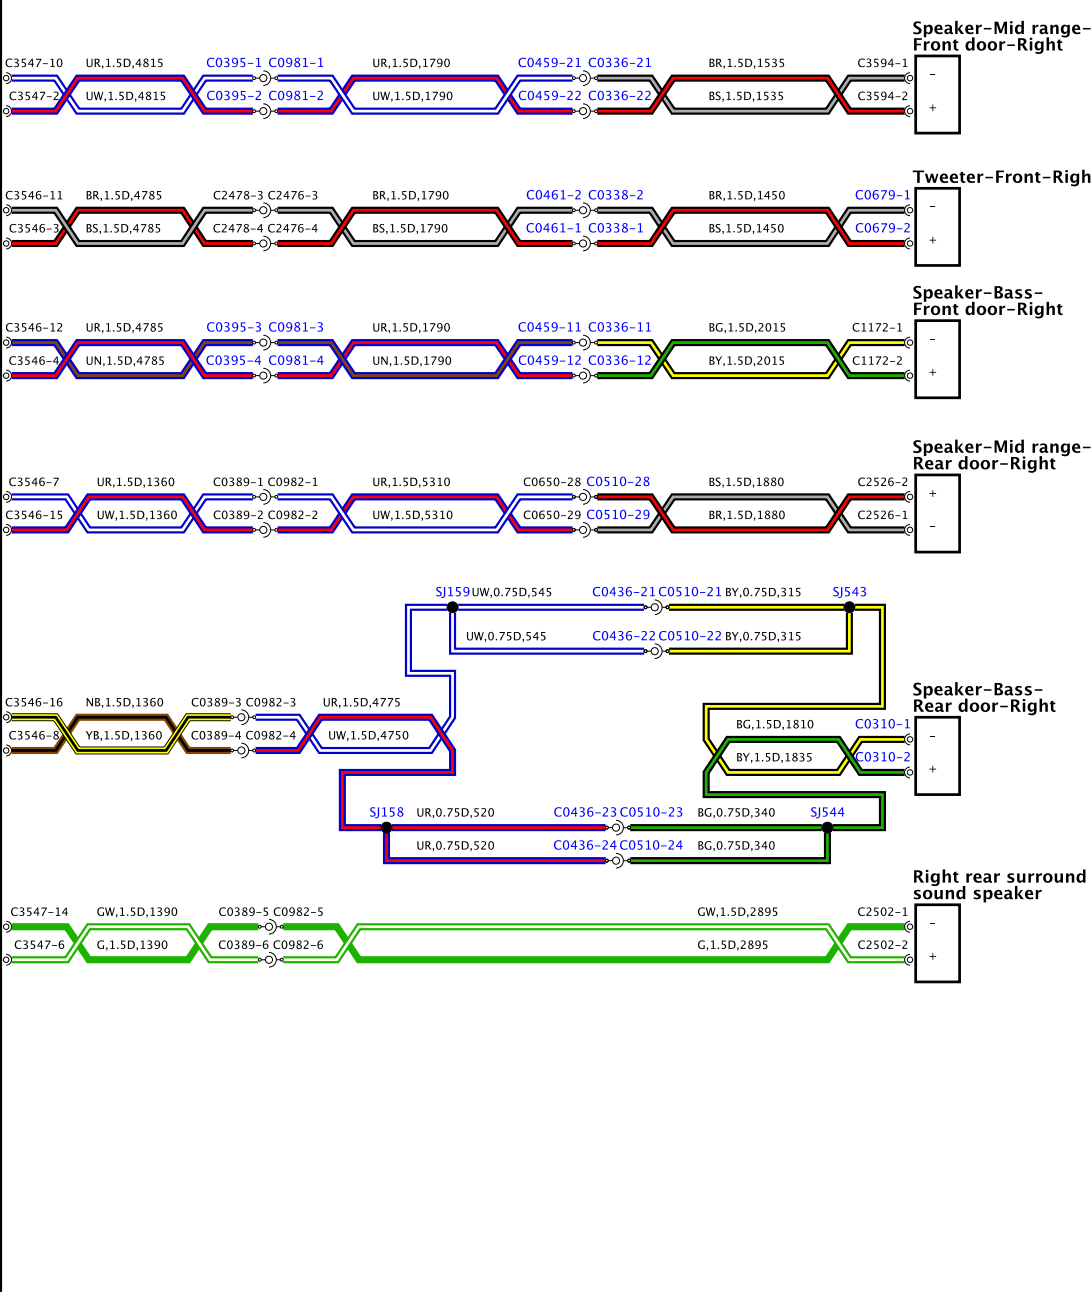 Speaker-Mid range-
Front door-Right
C3547-10 UR,1.5D,4815 C0395-1 C0981-1 UR,1.5D,1790 C0459-21 C0336-21 BR,1.5D,1535 C3594-1 -
C3547-2 UW,1.5D,4815 C0395-2 C0981-2 UW,1.5D,1790 C0459-22 C0336-22 BS,1.5D,1535 C3594-2 +
Tweeter-Front-Righ
C3546-11 BR,1.5D,4785 C2478-3 C2476-3 BR,1.5D,1790 C0461-2 C0338-2 BR,1.5D,1450 C0679-1 -
C3546-3 BS,1.5D,4785 C2478-4 C2476-4 BS,1.5D,1790 C0461-1 C0338-1 BS,1.5D,1450 C0679-2 +
Speaker-Bass-
Front door-Right
C3546-12 UR,1.5D,4785 C0395-3 C0981-3 UR,1.5D,1790 C0459-11 C0336-11 BG,1.5D,2015 C1172-1 -
C3546-4 UN,1.5D,4785 C0395-4 C0981-4 UN,1.5D,1790 C0459-12 C0336-12 BY,1.5D,2015 C1172-2 +
Speaker-Mid range-
Rear door-Right
C3546-7 UR,1.5D,1360 C0389-1 C0982-1 UR,1.5D,5310 C0650-28 C0510-28 BS,1.5D,1880 C2526-2 +
C3546-15 UW,1.5D,1360 C0389-2 C0982-2 UW,1.5D,5310 C0650-29 C0510-29 BR,1.5D,1880 C2526-1 -
SJ159 UW,0.75D,545 C0436-21 C0510-21 BY,0.75D,315 SJ543
UW,0.75D,545 C0436-22 C0510-22 BY,0.75D,315
Speaker-Bass-
Rear door-Right
C3546-16 NB,1.5D,1360 C0389-3 C0982-3 UR,1.5D,4775
BG,1.5D,1810 C0310-1 -
C3546-8 YB,1.5D,1360 C0389-4 C0982-4 UW,1.5D,4750
BY,1.5D,1835 C0310-2 +
SJ158 UR,0.75D,520 C0436-23 C0510-23 BG,0.75D,340 SJ544
UR,0.75D,520 C0436-24 C0510-24 BG,0.75D,340
Right rear surround
sound speaker
C3547-14 GW,1.5D,1390 C0389-5 C0982-5 GW,1.5D,2895 C2502-1 -
C3547-6 G,1.5D,1390 C0389-6 C0982-6 G,1.5D,2895 C2502-2 +